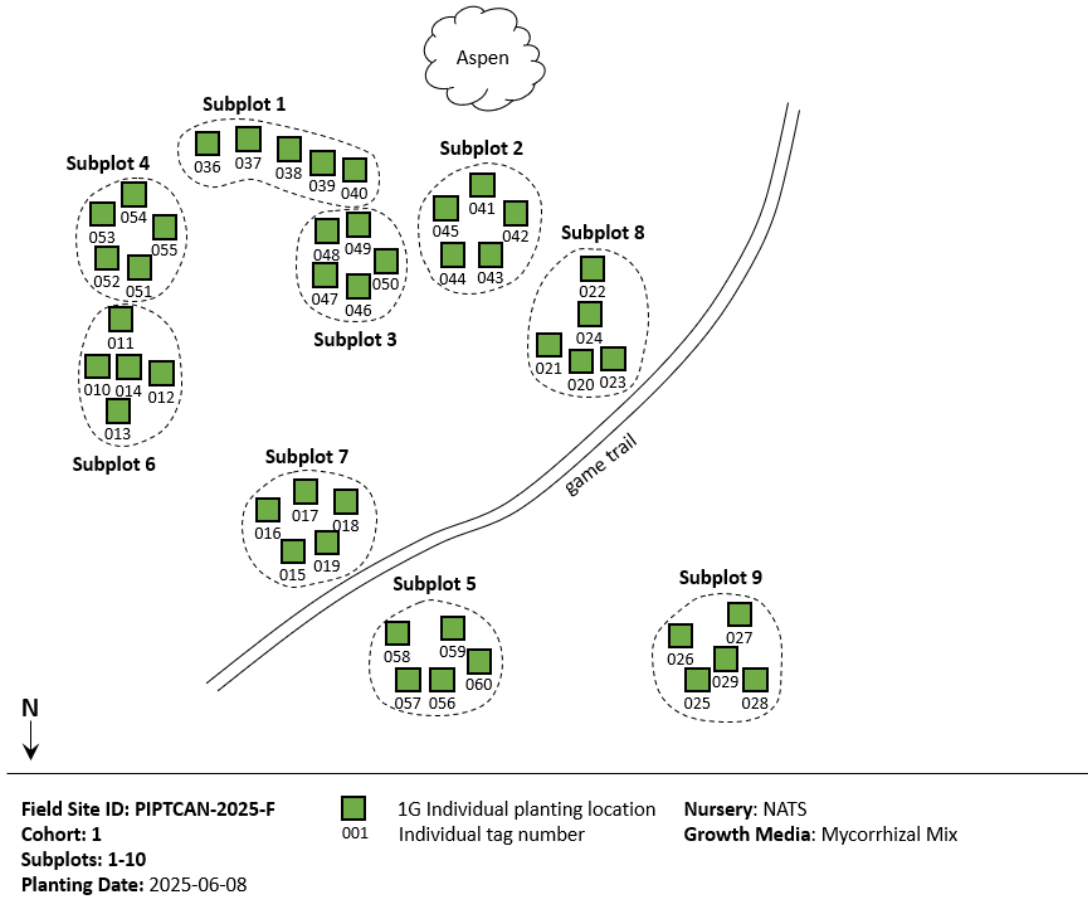 Aspen
Subplot 1
036
037
038
039
040
Subplot 2
041
045
042
044
043
Subplot 4
054
053
055
052
051
048
049
050
047
046
Subplot 3
Subplot 8
022
024
021
020
023
011
010
014
012
013
Subplot 6
game trail
Subplot 7
017
016
018
015
019
Subplot 5
058
059
060
057
056
Subplot 9
027
026
029
025
028
N
Field Site ID: PIPTCAN-2025-F
Cohort: 1
Subplots: 1-10
Planting Date: 2025-06-08
1G Individual planting location
001 Individual tag number
Nursery: NATS
Growth Media: Mycorrhizal Mix